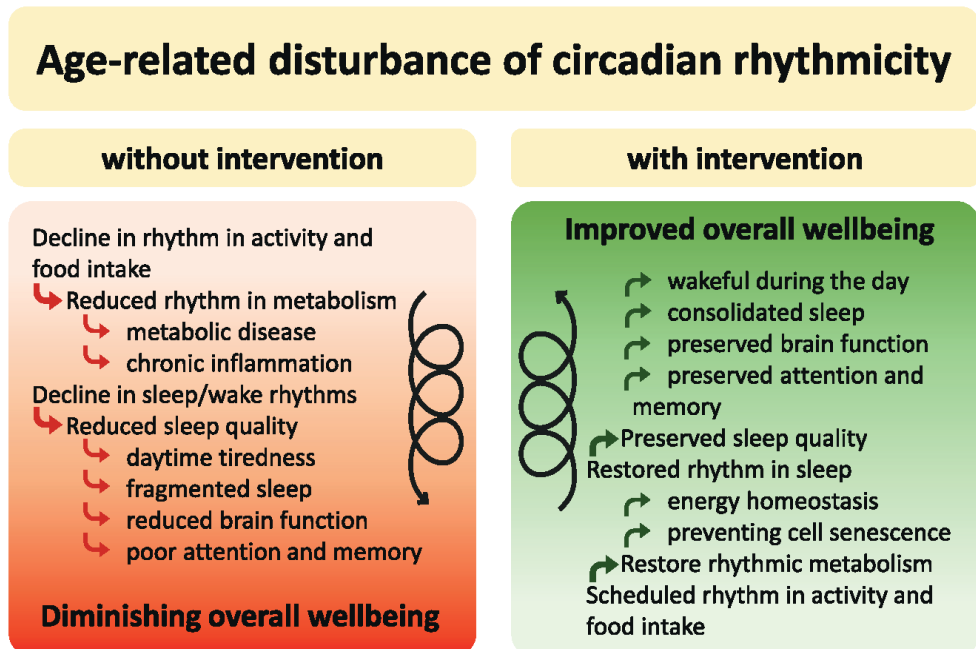 Age-related disturbance of circadian rhythmicity
without intervention
Decline in rhythm in activity and
food intake
Reduced rhythm in metabolism
metabolic disease
chronic inflammation
Decline in sleep/wake rhythms
Reduced sleep quality
daytime tiredness
fragmented sleep
reduced brain function
poor attention and memory
Diminishing overall wellbeing
with intervention
Improved overall wellbeing
wakeful during the day
consolidated sleep
preserved brain function
preserved attention and
memory
Preserved sleep quality
Restored rhythm in sleep
energy homeostasis
preventing cell senescence
Restore rhythmic metabolism
Scheduled rhythm in activity and
food intake